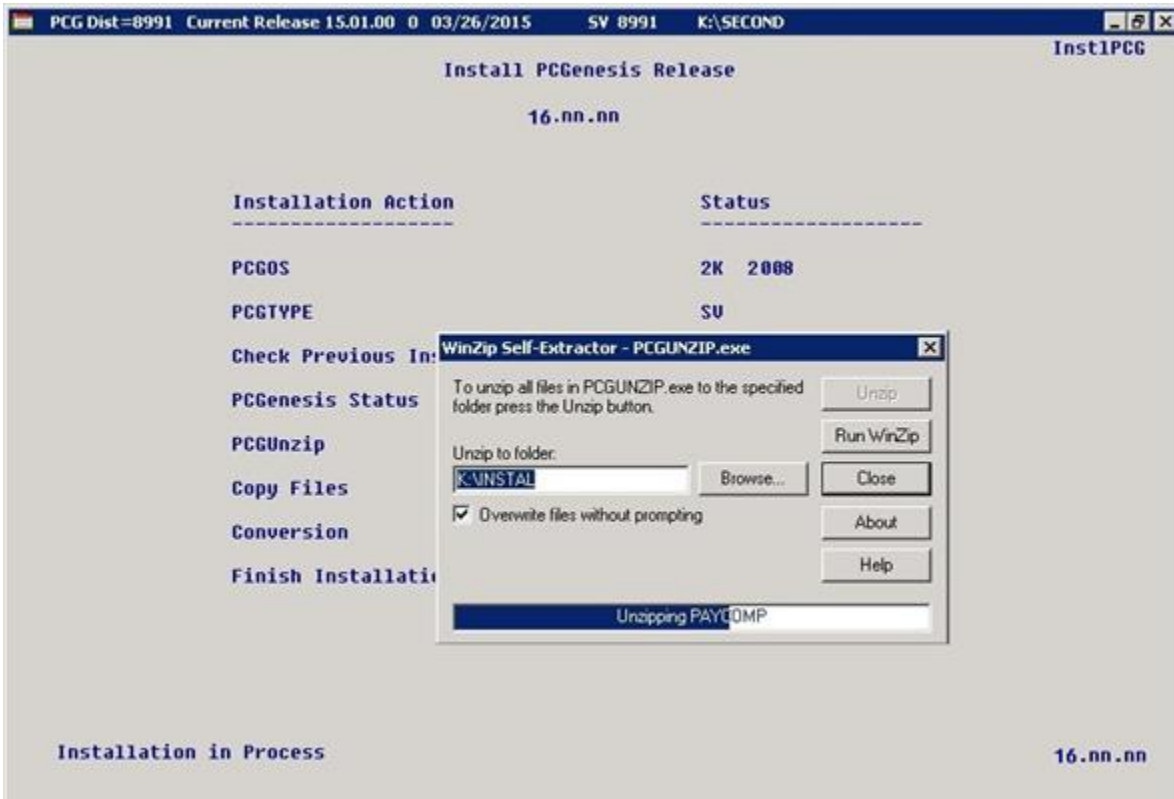 PCG Dist=8991 Current Release 15.01.00 0 03/26/2015 SV 8991 K:\SECOND
InstlPCG
Install PCGenesis Release
16.nn.nn
Installation Action Status
-------------------- --------------------
PCGOS 2K 2008
PCGTYPE SV
Check Previous Ins
PCGenesis Status
PCGUnzip
Copy Files
Conversion
Finish Installatio
WinZip Self-Extractor - PCGUNZIP.exe
To unzip all files in PCGUNZIP.exe to the specified
folder press the Unzip button.
Unzip
Run WinZip
Unzip to folder:
K:\INSTAL
Browse...
Close
Overwrite files without prompting
About
Help
Unzipping PAYCOMP
Installation in Process
16.nn.nn